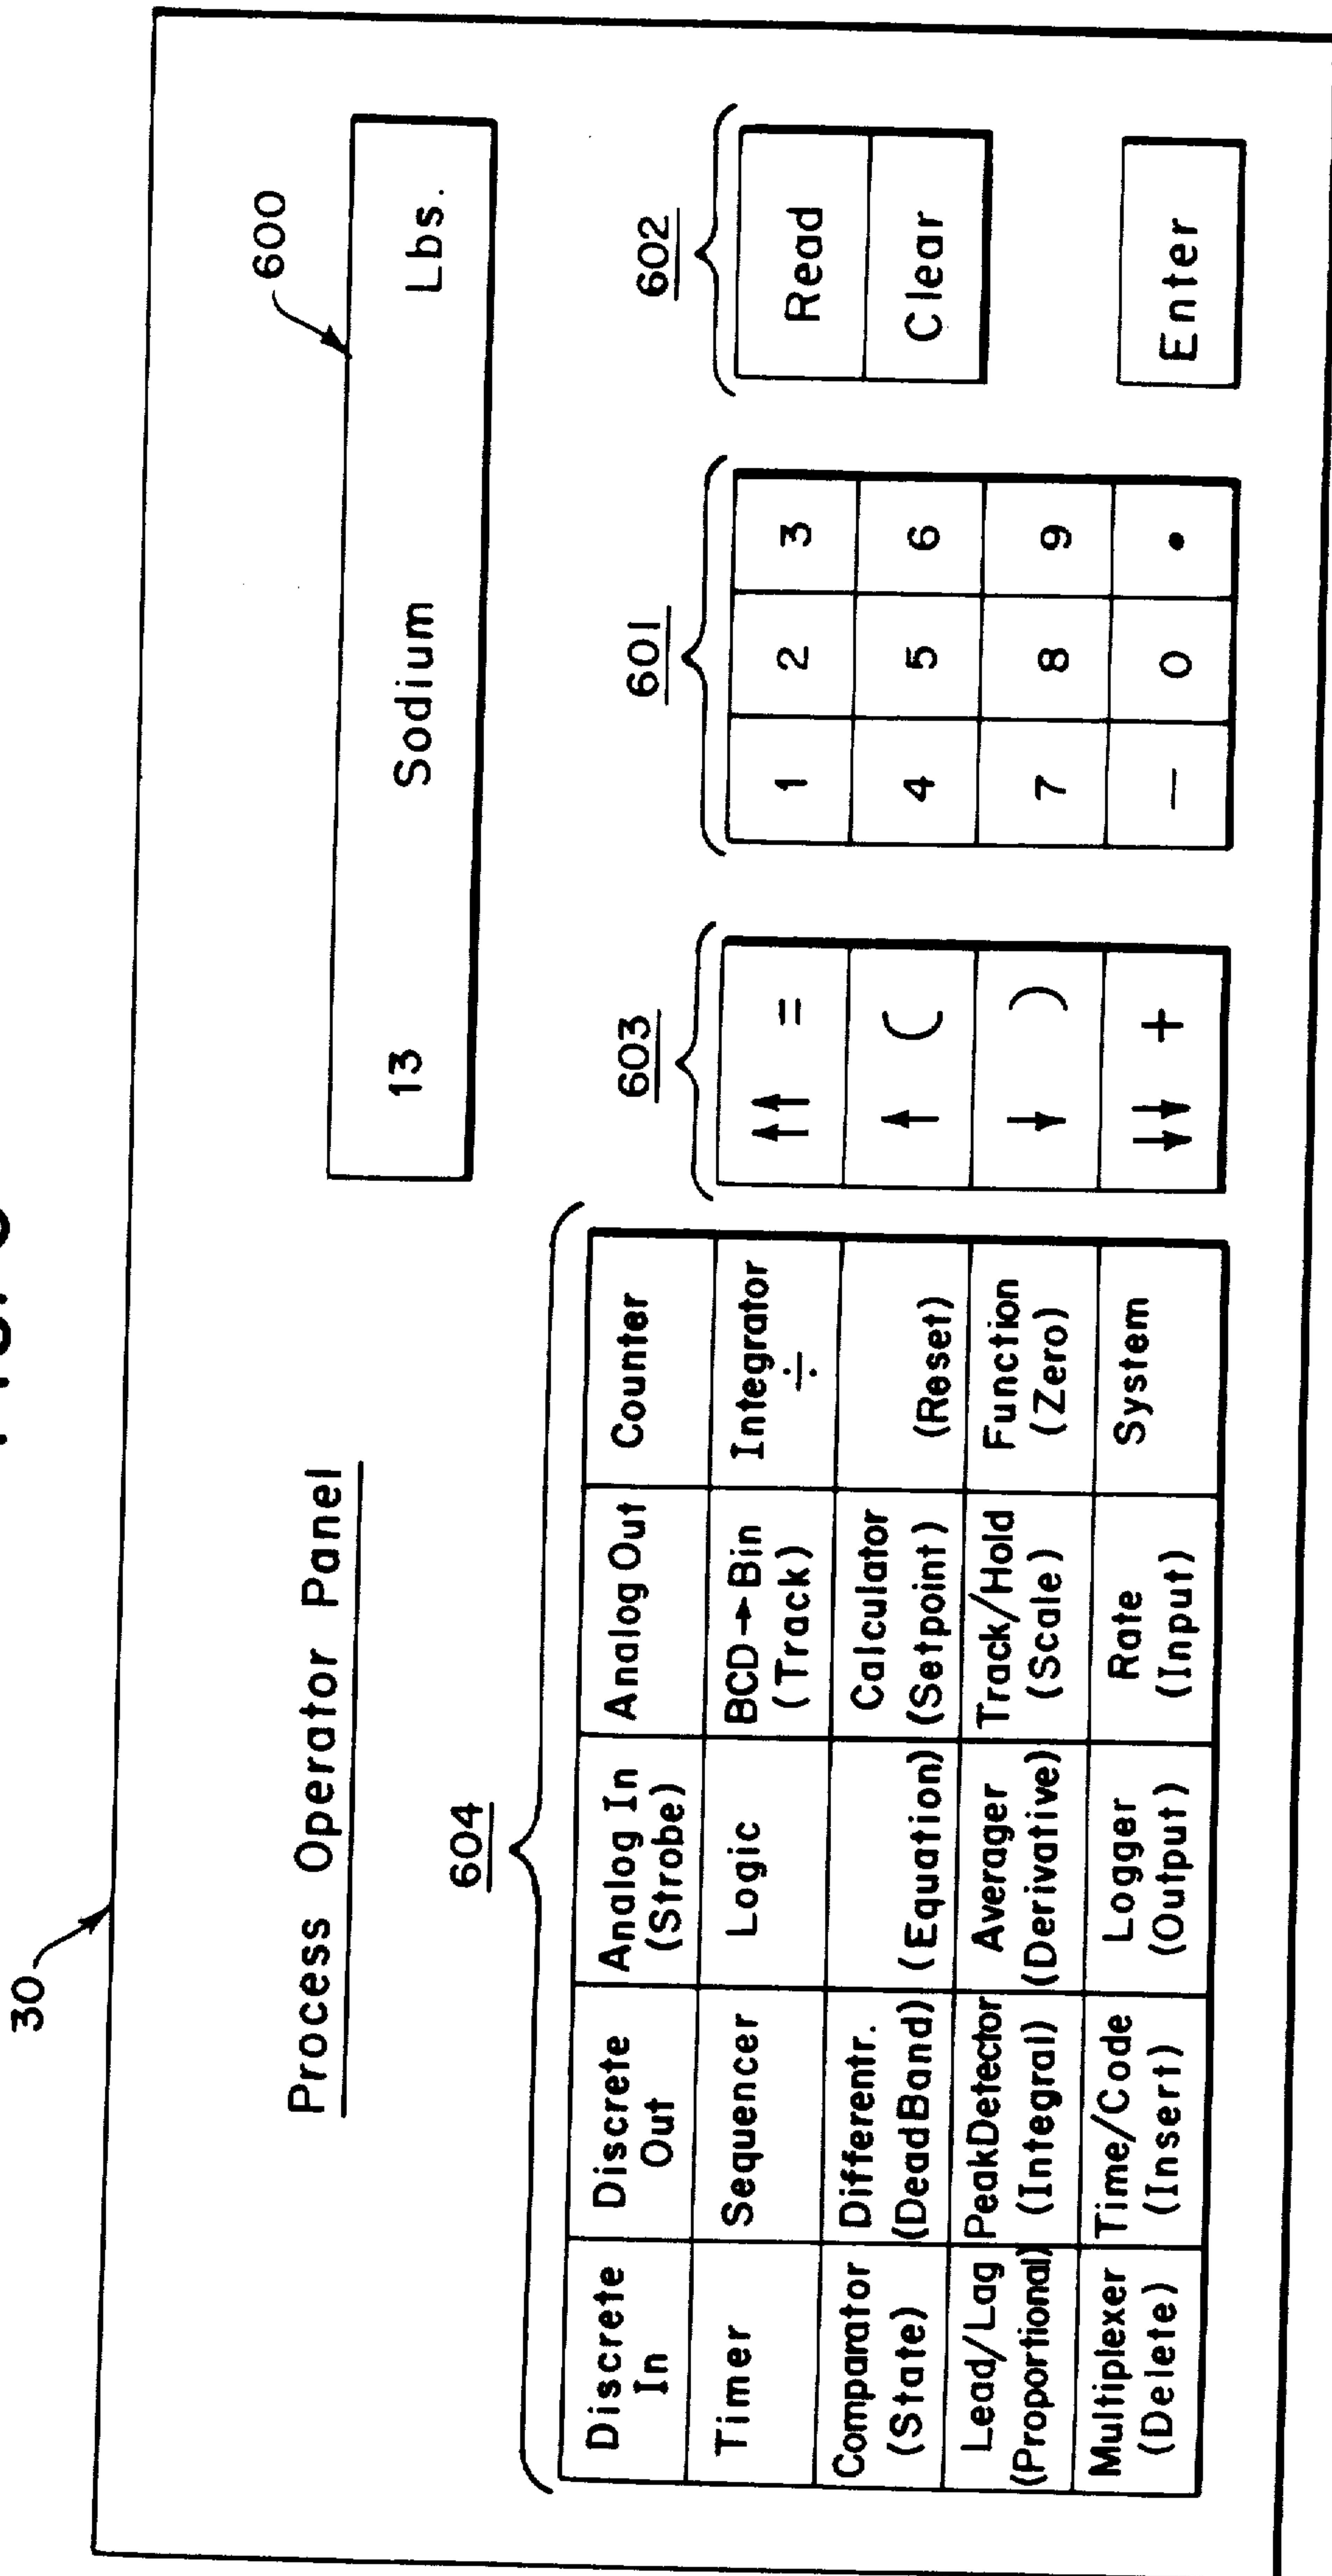 30
Process Operator Panel
600
13 Sodium Lbs.
604
Discrete In
Discrete Out
Analog In (Strobe)
Analog Out
Counter
Timer
Sequencer
Logic
BCD→Bin (Track)
Integrator ÷
Comparator (State)
Differentr. (DeadBand)
(Equation)
Calculator (Setpoint)
(Reset)
Lead/Lag (Proportional)
PeakDetector (Integral)
Averager (Derivative)
Track/Hold (Scale)
Function (Zero)
Multiplexer (Delete)
Time/Code (Insert)
Logger (Output)
Rate (Input)
System
603
↑↑ =
↑ (
↓ )
↓↓ +
601
1 2 3
4 5 6
7 8 9
— 0 •
602
Read
Clear
Enter